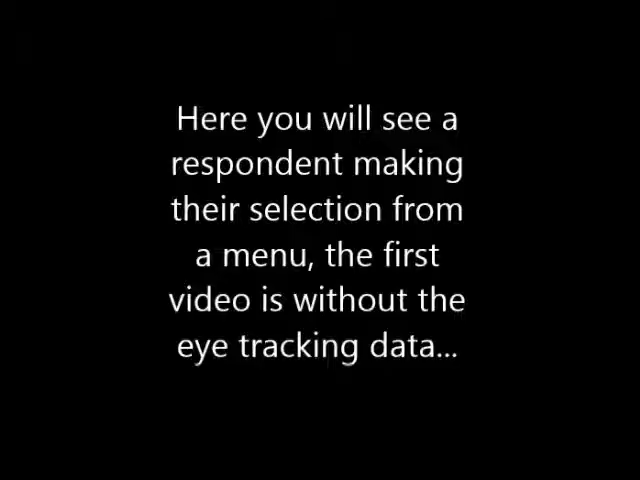 Here you will see a
respondent making
their selection from
a menu, the first
video is without the
eye tracking data...